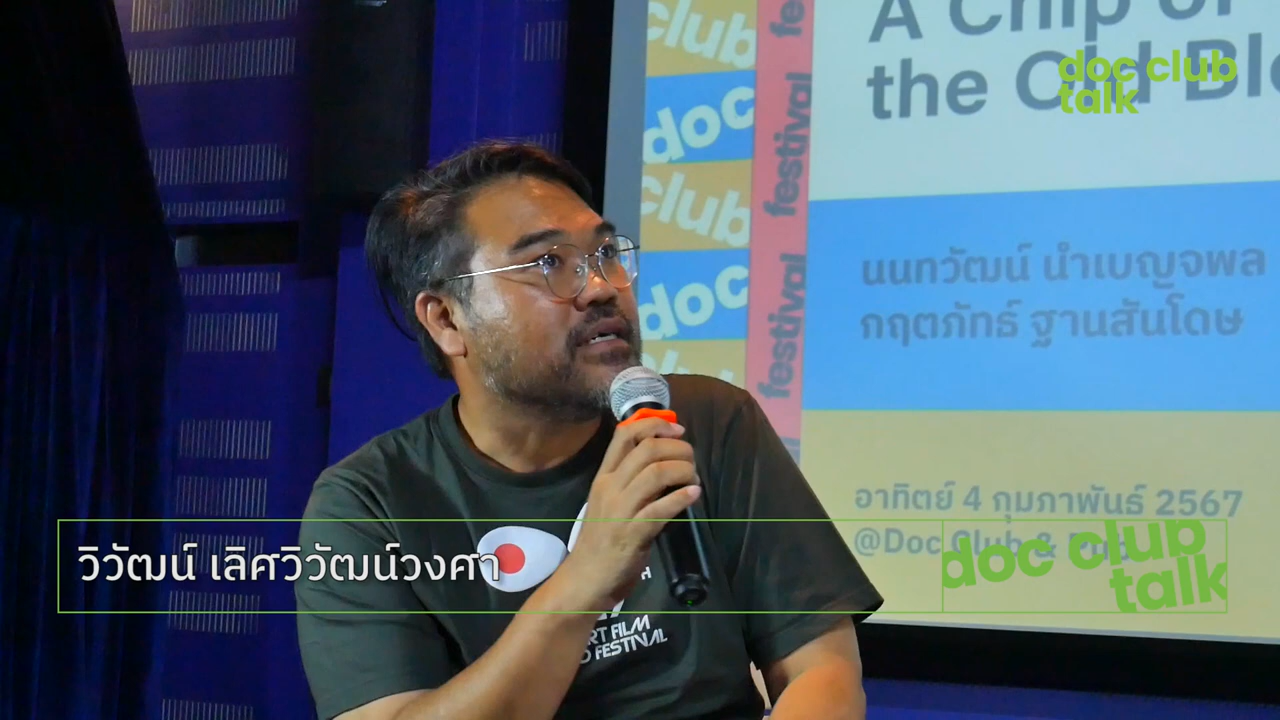 club
doc
club
doc
festival
festival
A Chip of
the Old Blo
doc club
talk
นนทวัฒน์ นำเบญจพล
กฤตภัทธ์ ฐานสันโดษ
อาทิตย์ 4 กุมภาพันธ์ 2567
@Doc Club & Pub
วิวัฒน์ เลิศวิวัฒน์วงศา
doc club
talk
RT FILM
FESTIVAL